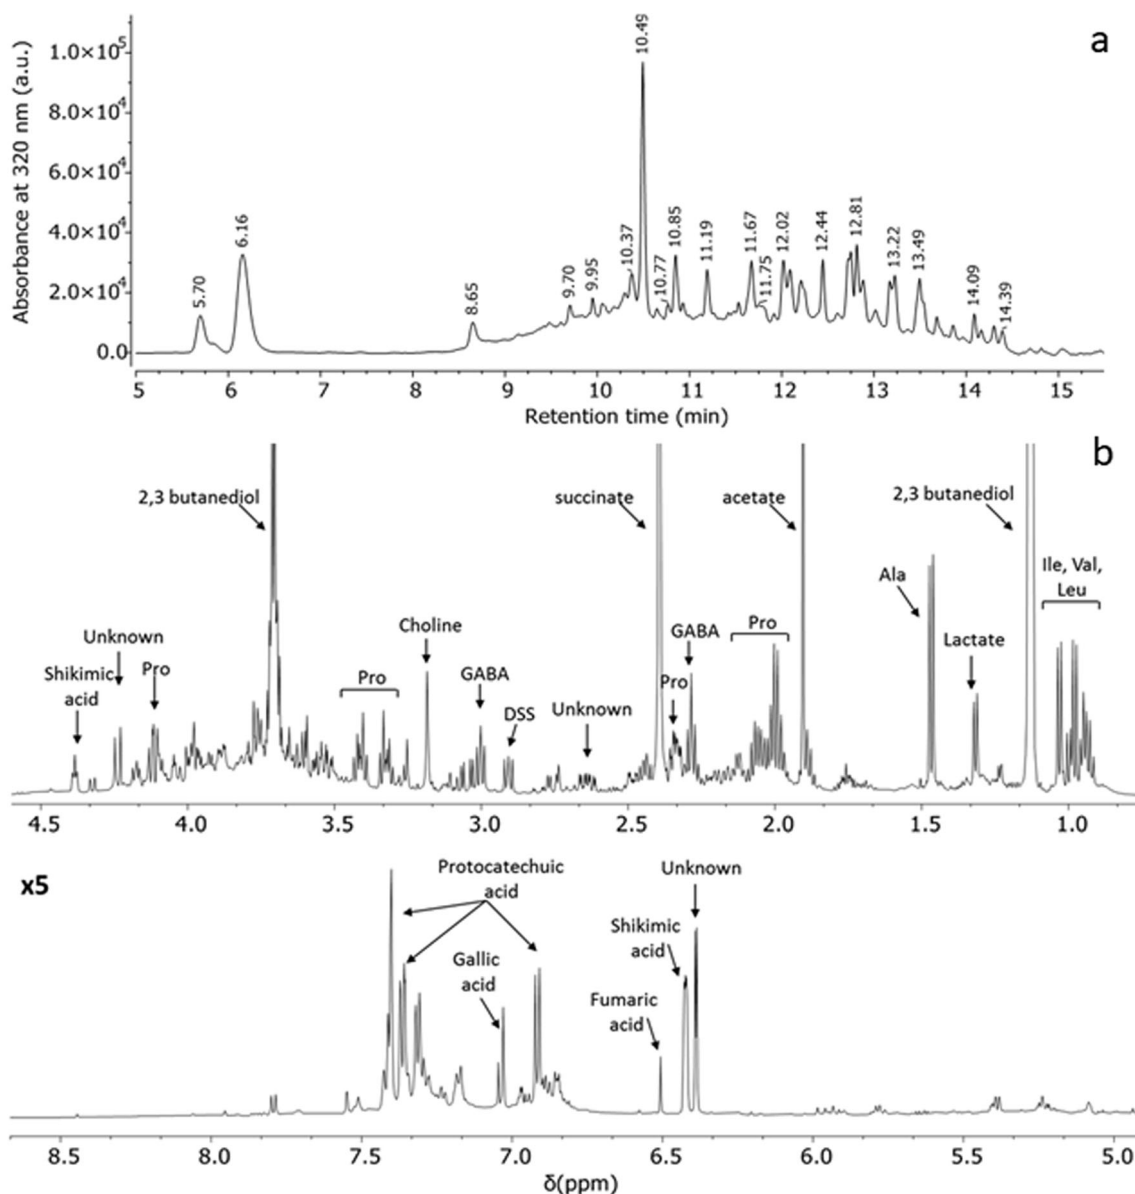 a
Absorbance at 320 nm (a.u.)
1.0×10⁵
8.0×10⁴
6.0×10⁴
4.0×10⁴
2.0×10⁴
0.0
5.70
6.16
8.65
9.70
9.95
10.37
10.49
10.77
10.85
11.19
11.67
11.75
12.02
12.44
12.81
13.22
13.49
14.09
14.39
5 6 7 8 9 10 11 12 13 14 15
Retention time (min)
b
2,3 butanediol
succinate
acetate
2,3 butanediol
Ile, Val,
Leu
Ala
Lactate
Unknown
Shikimic
acid
Pro
Pro
Choline
GABA
DSS
Unknown
Pro
GABA
Pro
4.5 4.0 3.5 3.0 2.5 2.0 1.5 1.0
x5
Protocatechuic
acid
Unknown
Gallic
acid
Shikimic
acid
Fumaric
acid
8.5 8.0 7.5 7.0 6.5 6.0 5.5 5.0
δ(ppm)